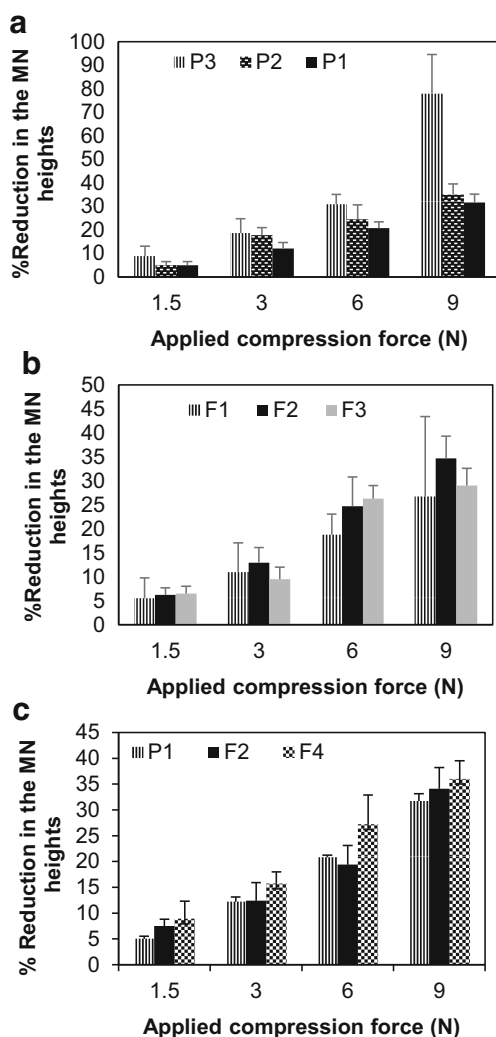 a
%Reduction in the MN
heights
100
90
80
70
60
50
40
30
20
10
0
P3 P2 P1
1.5 3 6 9
Applied compression force (N)
b
%Reduction in the MN
heights
50
45
40
35
30
25
20
15
10
5
0
F1 F2 F3
1.5 3 6 9
Applied compression force (N)
c
% Reduction in the MN
heights
45
40
35
30
25
20
15
10
5
0
P1 F2 F4
1.5 3 6 9
Applied compression force (N)